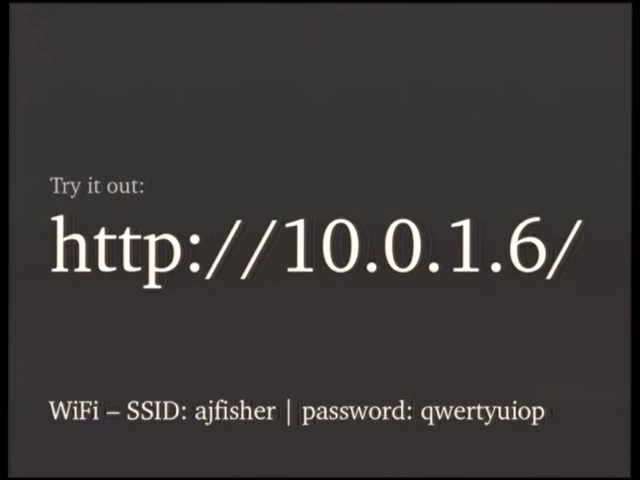 Try it out:
http://10.0.1.6/
WiFi – SSID: ajfisher | password: qwertyuiop